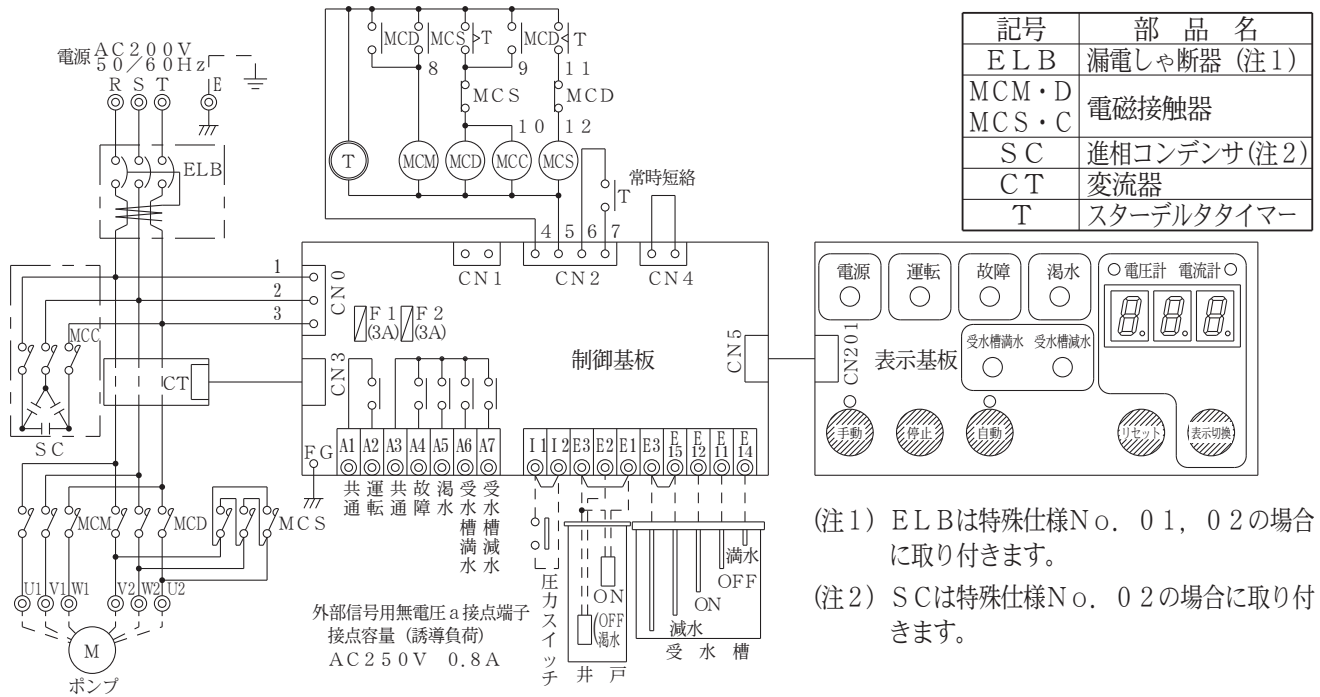 電源 AC200V
50/60Hz
R S T E
ELB
MCD MCS T MCD T
8 9 11
MCS MCD
10 12
T MCM MCD MCC MCS
T
常時短絡
4 5 6 7
CN1 CN2 CN4
1
2
3
CN0
F1 F2
(3A) (3A)
MCC
CT
CN3
制御基板
CN5
SC
FG
A1 A2 A3 A4 A5 A6 A7
I1 I2 E3 E2 E1 E3 E15 E12 E11 E14
共通 運転 共通 故障 渇水 受水槽満水 受水槽減水
MCM MCD MCS
U1 V1 W1 V2 W2 U2
M
ポンプ
圧力スイッチ
ON
(OFF
渇水
井戸
満水
OFF
ON
減水
受水槽
外部信号用無電圧a接点端子
接点容量(誘導負荷)
AC250V 0.8A
記号 部品名
ELB 漏電しゃ断器(注1)
MCM・D
MCS・C
電磁接触器
SC 進相コンデンサ(注2)
CT 変流器
T スターデルタタイマー
電源 運転 故障 渇水
電圧計 電流計
8.8.8.
CN201
表示基板
受水槽満水 受水槽減水
手動 停止 自動 リセット 表示切換
(注1) ELBは特殊仕様No.01,02の場合
に取り付きます。
(注2) SCは特殊仕様No.02の場合に取り付
きます。